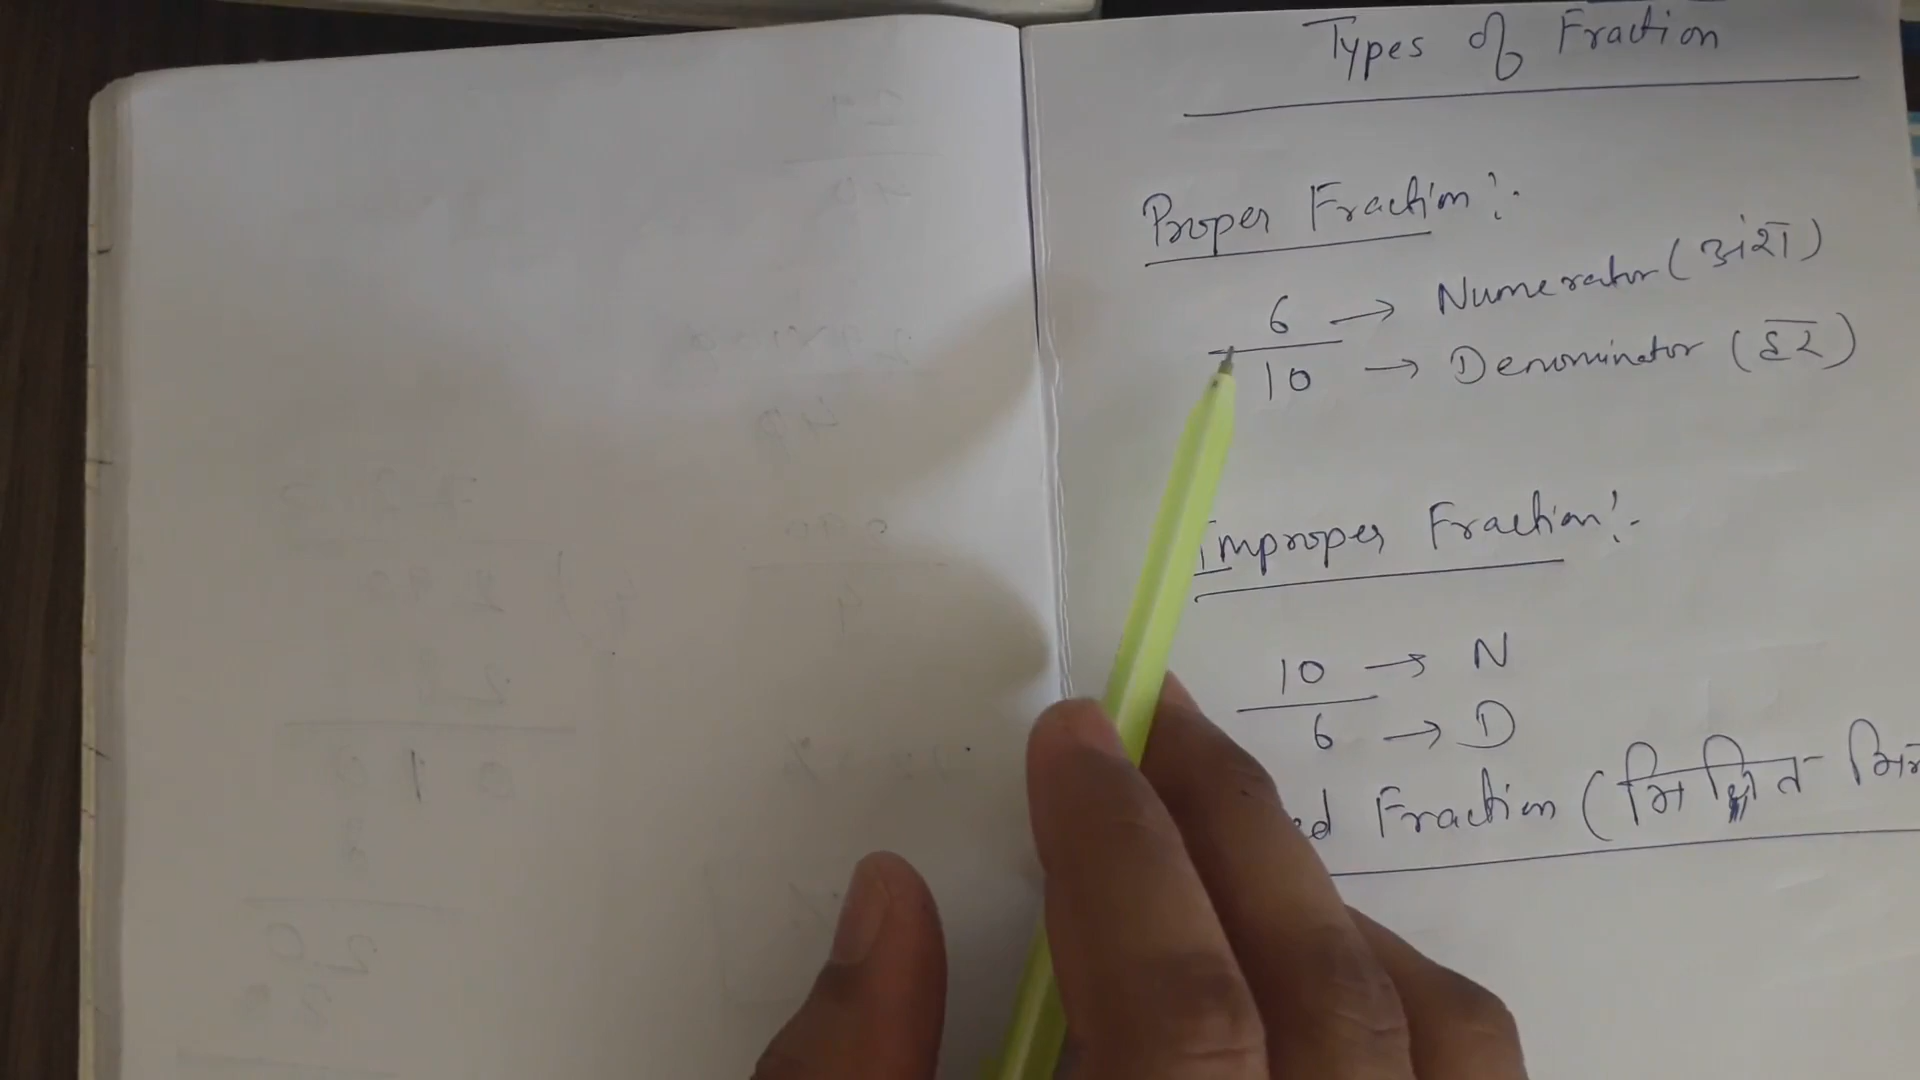 Types of Fraction
Proper Fraction :-
6 → Numerator (अंश)
10 → Denominator (हर)
Improper Fraction :-
10 → N
6 → D
Fraction (मिश्रित